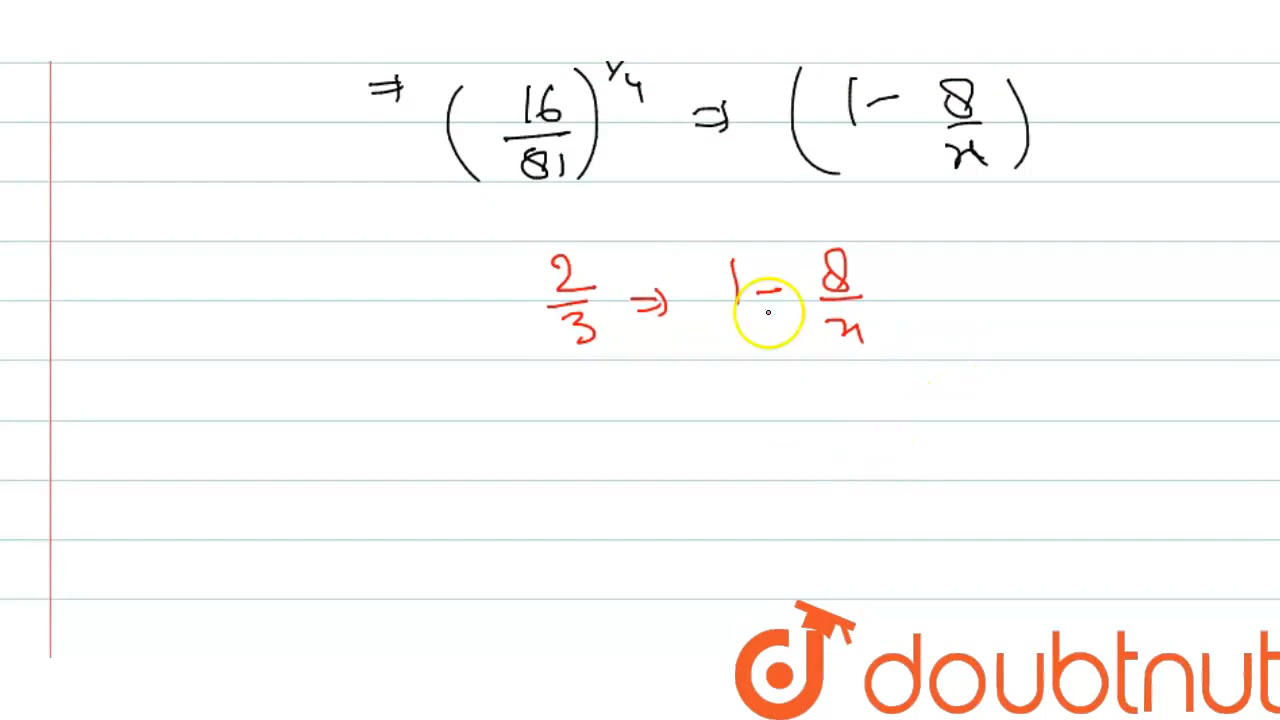 ⇒ (16/81)^1/4 ⇒ (1 - 8/x)
2/3 ⇒ 1 - 8/x
doubtnut